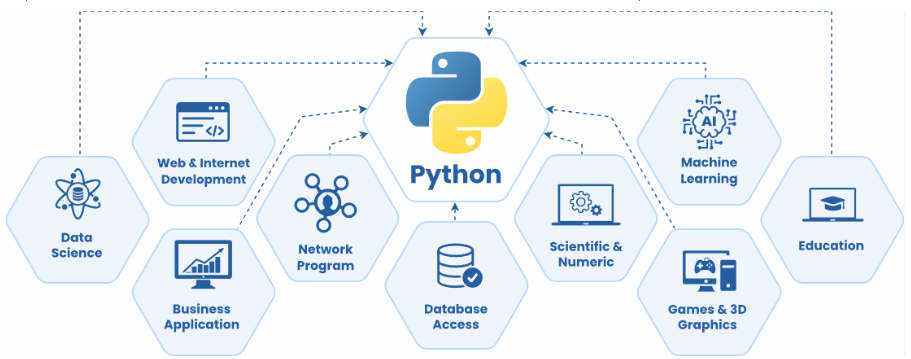 Python
Web & Internet
Development
AI
Machine
Learning
Data
Science
Network
Program
Scientific &
Numeric
Education
Business
Application
Database
Access
Games & 3D
Graphics